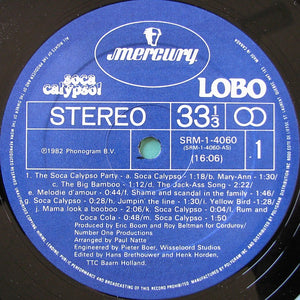 mercury
soca
calypso!
LOBO
STEREO
33 1/3
SRM-1-4060
(SRM-1-4060-AS)
℗1982 Phonogram B.V.
(16:06)
1
1. The Soca Calypso Party - a. Soca Calypso - 1:18/b. Mary-Ann - 1:30/
c. The Big Bamboo - 1:12/d. The Jack-Ass Song - 2:22/
e. Melodie d'amour - 0:44/f. Shame and scandal in the family - 1:46/
g. Soca Calypso - 0:28/h. Jumpin the line - 1:30/i. Yellow Bird - 1:28/
j. Mama look a booboo - 2:06/k. Soca Calypso - 0:04/l. Rum and
Coca Cola - 0:48/m. Soca Calypso - 1:50/
Produced by Eric Boom and Roy Beltman for Corduroy/
Number One Productions
Arranged by Paul Natte
Engineered by Pieter Boer, Wisseloord Studios
Edited by Hans Brethouwer and Henk Horden,
TTC Baarn Holland.